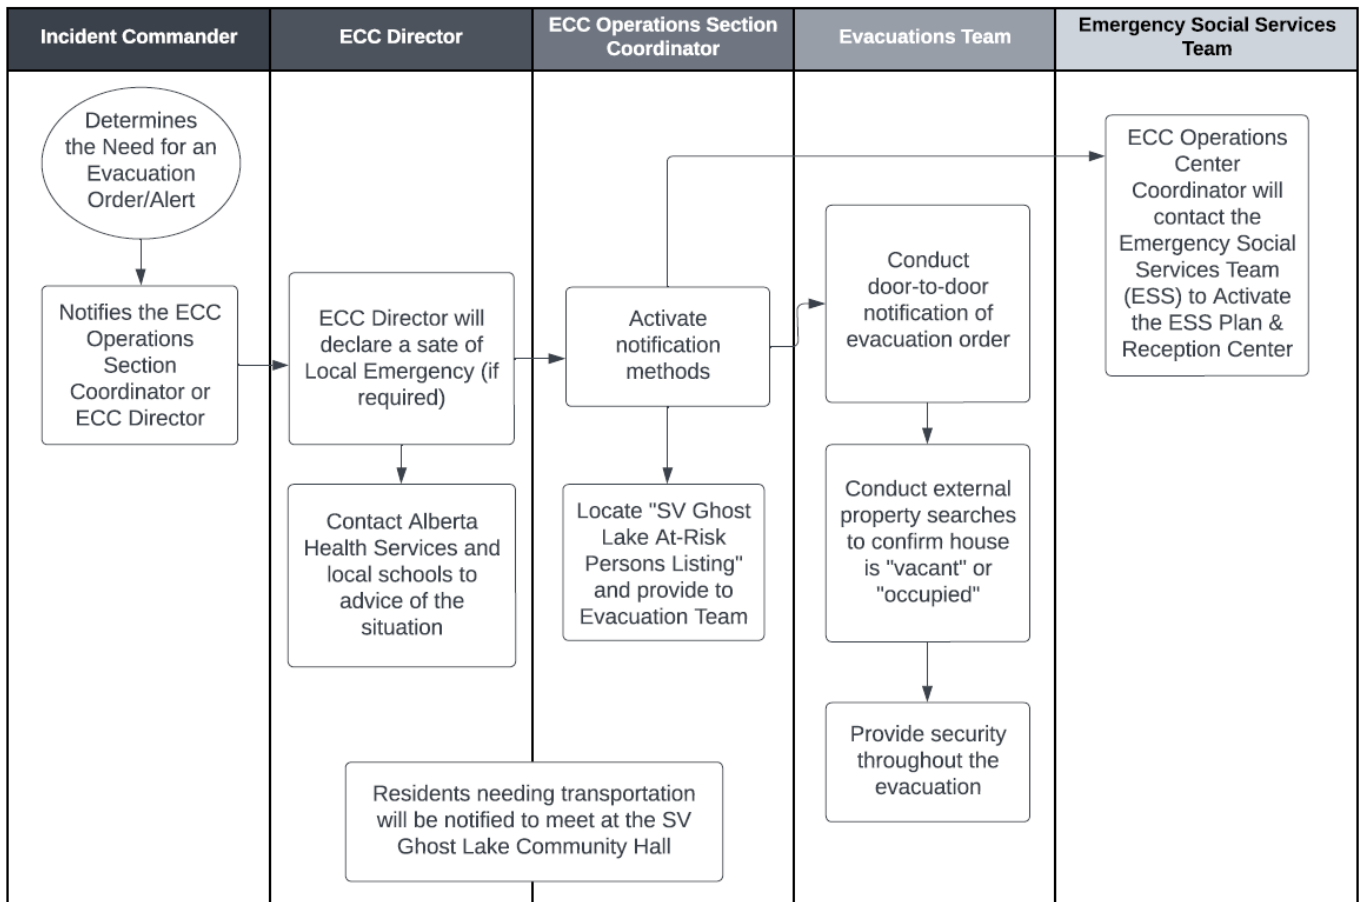 Incident Commander
ECC Director
ECC Operations Section
Coordinator
Evacuations Team
Emergency Social Services
Team
Determines
the Need for an
Evacuation
Order/Alert
Notifies the ECC
Operations
Section
Coordinator or
ECC Director
ECC Director will
declare a sate of
Local Emergency (if
required)
Contact Alberta
Health Services and
local schools to
advice of the
situation
Activate
notification
methods
Locate "SV Ghost
Lake At-Risk
Persons Listing"
and provide to
Evacuation Team
Residents needing transportation
will be notified to meet at the SV
Ghost Lake Community Hall
Conduct
door-to-door
notification of
evacuation order
Conduct external
property searches
to confirm house
is "vacant" or
"occupied"
Provide security
throughout the
evacuation
ECC Operations
Center
Coordinator will
contact the
Emergency Social
Services Team
(ESS) to Activate
the ESS Plan &
Reception Center